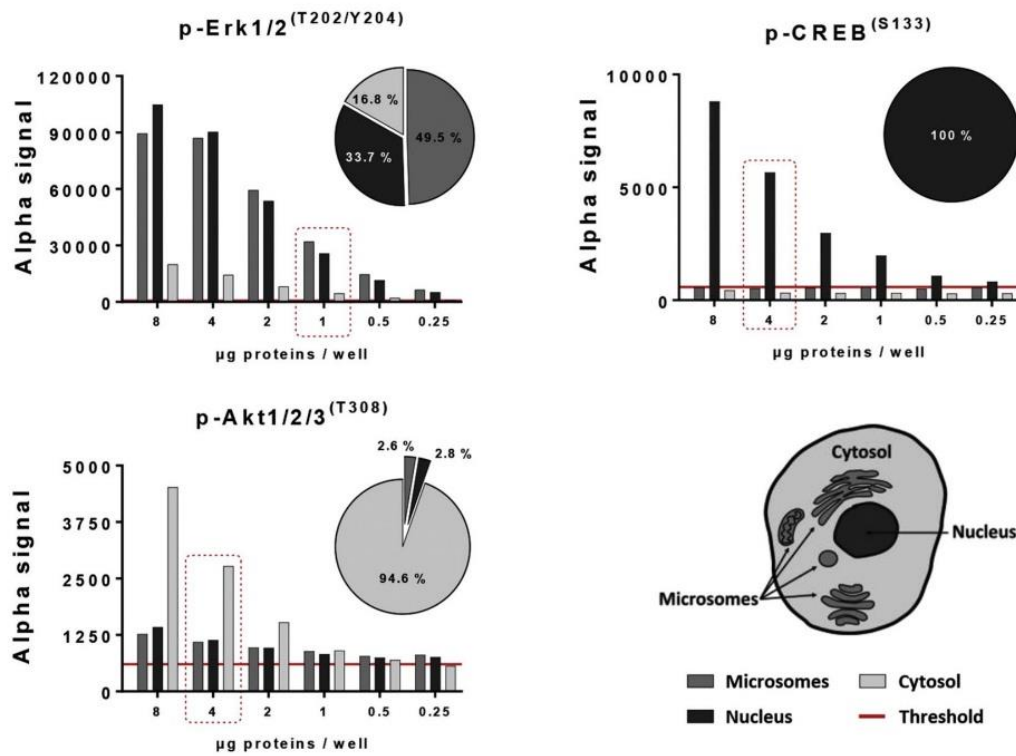 p-Erk1/2(T202/Y204)
Alpha signal
120000
90000
60000
30000
0
16.8 %
49.5 %
33.7 %
8 4 2 1 0.5 0.25
µg proteins / well
p-CREB(S133)
Alpha signal
10000
5000
0
100 %
8 4 2 1 0.5 0.25
µg proteins / well
p-Akt1/2/3(T308)
Alpha signal
5000
3750
2500
1250
0
2.6 %
2.8 %
94.6 %
8 4 2 1 0.5 0.25
µg proteins / well
Cytosol
Nucleus
Microsomes
Microsomes
Cytosol
Nucleus
Threshold